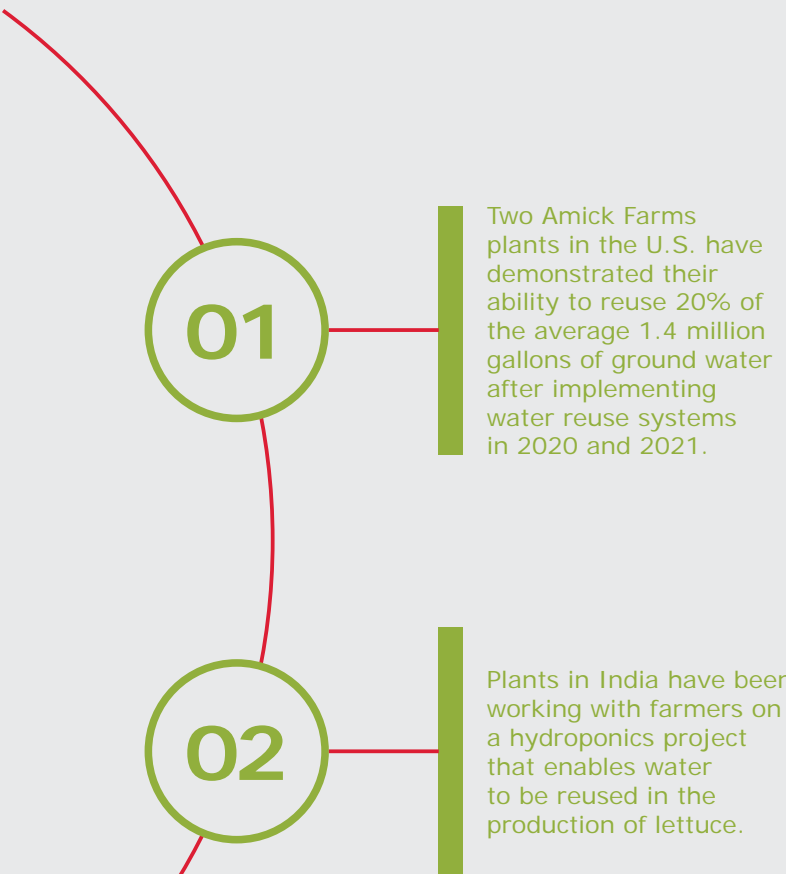 01
Two Amick Farms
plants in the U.S. have
demonstrated their
ability to reuse 20% of
the average 1.4 million
gallons of ground water
after implementing
water reuse systems
in 2020 and 2021.
02
Plants in India have been
working with farmers on
a hydroponics project
that enables water
to be reused in the
production of lettuce.